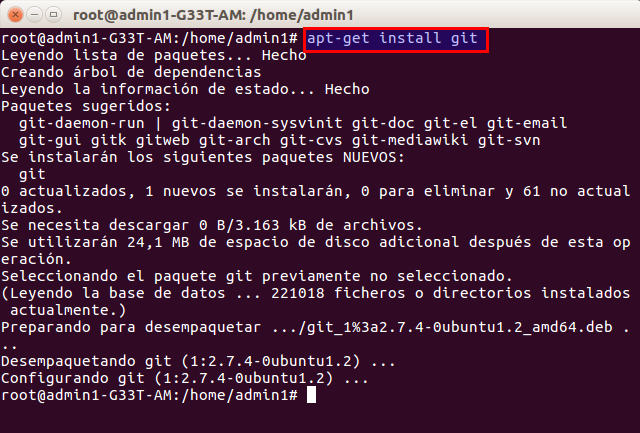 root@admin1-G33T-AM: /home/admin1
root@admin1-G33T-AM:/home/admin1# apt-get install git
Leyendo lista de paquetes... Hecho
Creando árbol de dependencias
Leyendo la información de estado... Hecho
Paquetes sugeridos:
  git-daemon-run | git-daemon-sysvinit git-doc git-el git-email
  git-gui gitk gitweb git-arch git-cvs git-mediawiki git-svn
Se instalarán los siguientes paquetes NUEVOS:
  git
0 actualizados, 1 nuevos se instalarán, 0 para eliminar y 61 no actual
izados.
Se necesita descargar 0 B/3.163 kB de archivos.
Se utilizarán 24,1 MB de espacio de disco adicional después de esta op
eración.
Seleccionando el paquete git previamente no seleccionado.
(Leyendo la base de datos ... 221018 ficheros o directorios instalados
 actualmente.)
Preparando para desempaquetar .../git_1%3a2.7.4-0ubuntu1.2_amd64.deb .
..
Desempaquetando git (1:2.7.4-0ubuntu1.2) ...
Configurando git (1:2.7.4-0ubuntu1.2) ...
root@admin1-G33T-AM:/home/admin1#